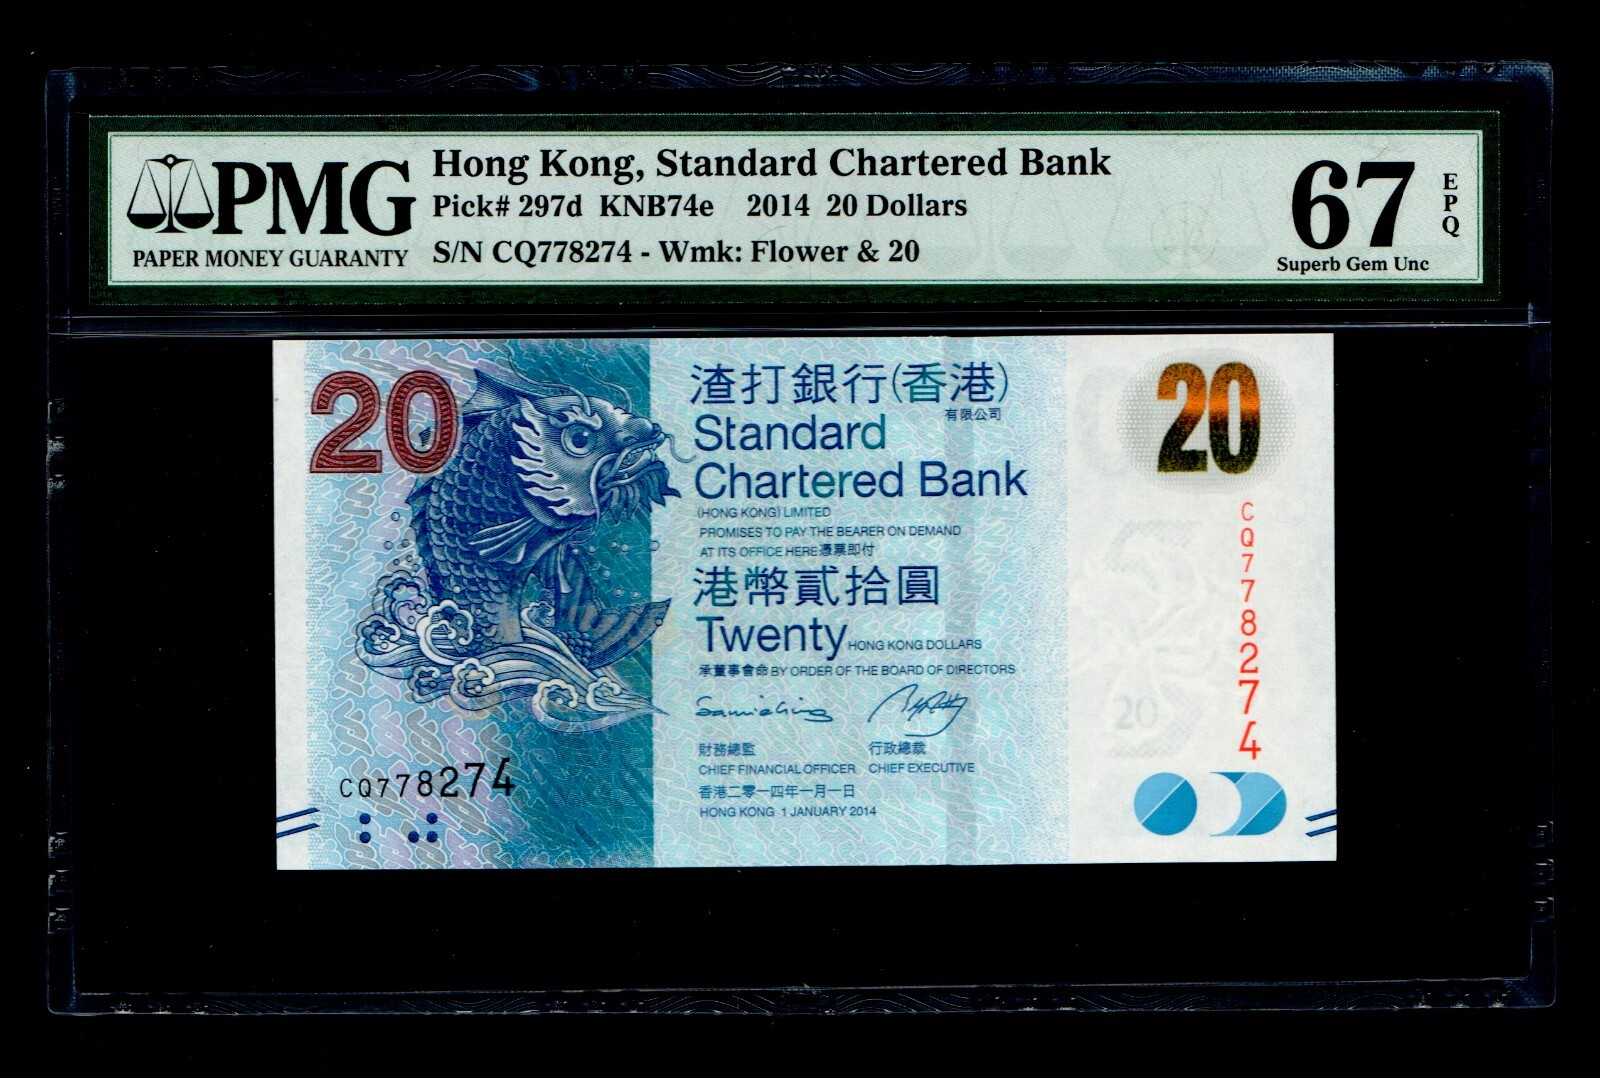 PMG
PAPER MONEY GUARANTY
Hong Kong, Standard Chartered Bank
Pick# 297d KNB74e 2014 20 Dollars
S/N CQ778274 - Wmk: Flower & 20
67
EPQ
Superb Gem Unc
20
渣打銀行(香港)
有限公司
Standard
Chartered Bank
(HONG KONG) LIMITED
PROMISES TO PAY THE BEARER ON DEMAND
AT ITS OFFICE HERE憑票即付
港幣貳拾圓
Twenty HONG KONG DOLLARS
承董事會命 BY ORDER OF THE BOARD OF DIRECTORS
財務總監 行政總裁
CHIEF FINANCIAL OFFICER CHIEF EXECUTIVE
香港二零一四年一月一日
HONG KONG 1 JANUARY 2014
CQ778274
20
CQ778274
20